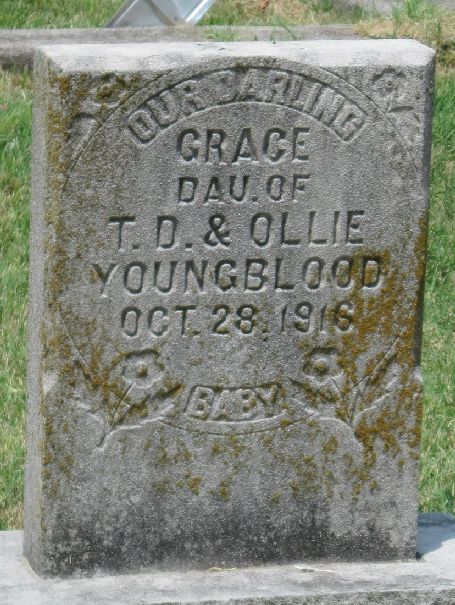 OUR DARLING
GRACE
DAU. OF
T. D. & OLLIE
YOUNGBLOOD
OCT. 28, 1916
BABY